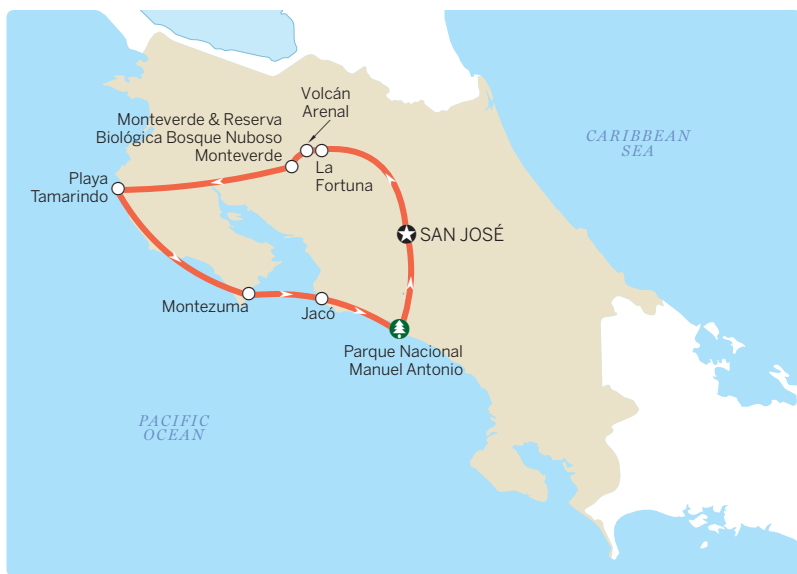 Volcán
Arenal
Monteverde & Reserva
Biológica Bosque Nuboso
Monteverde
La
Fortuna
CARIBBEAN
SEA
Playa
Tamarindo
SAN JOSÉ
Montezuma
Jacó
Parque Nacional
Manuel Antonio
PACIFIC
OCEAN